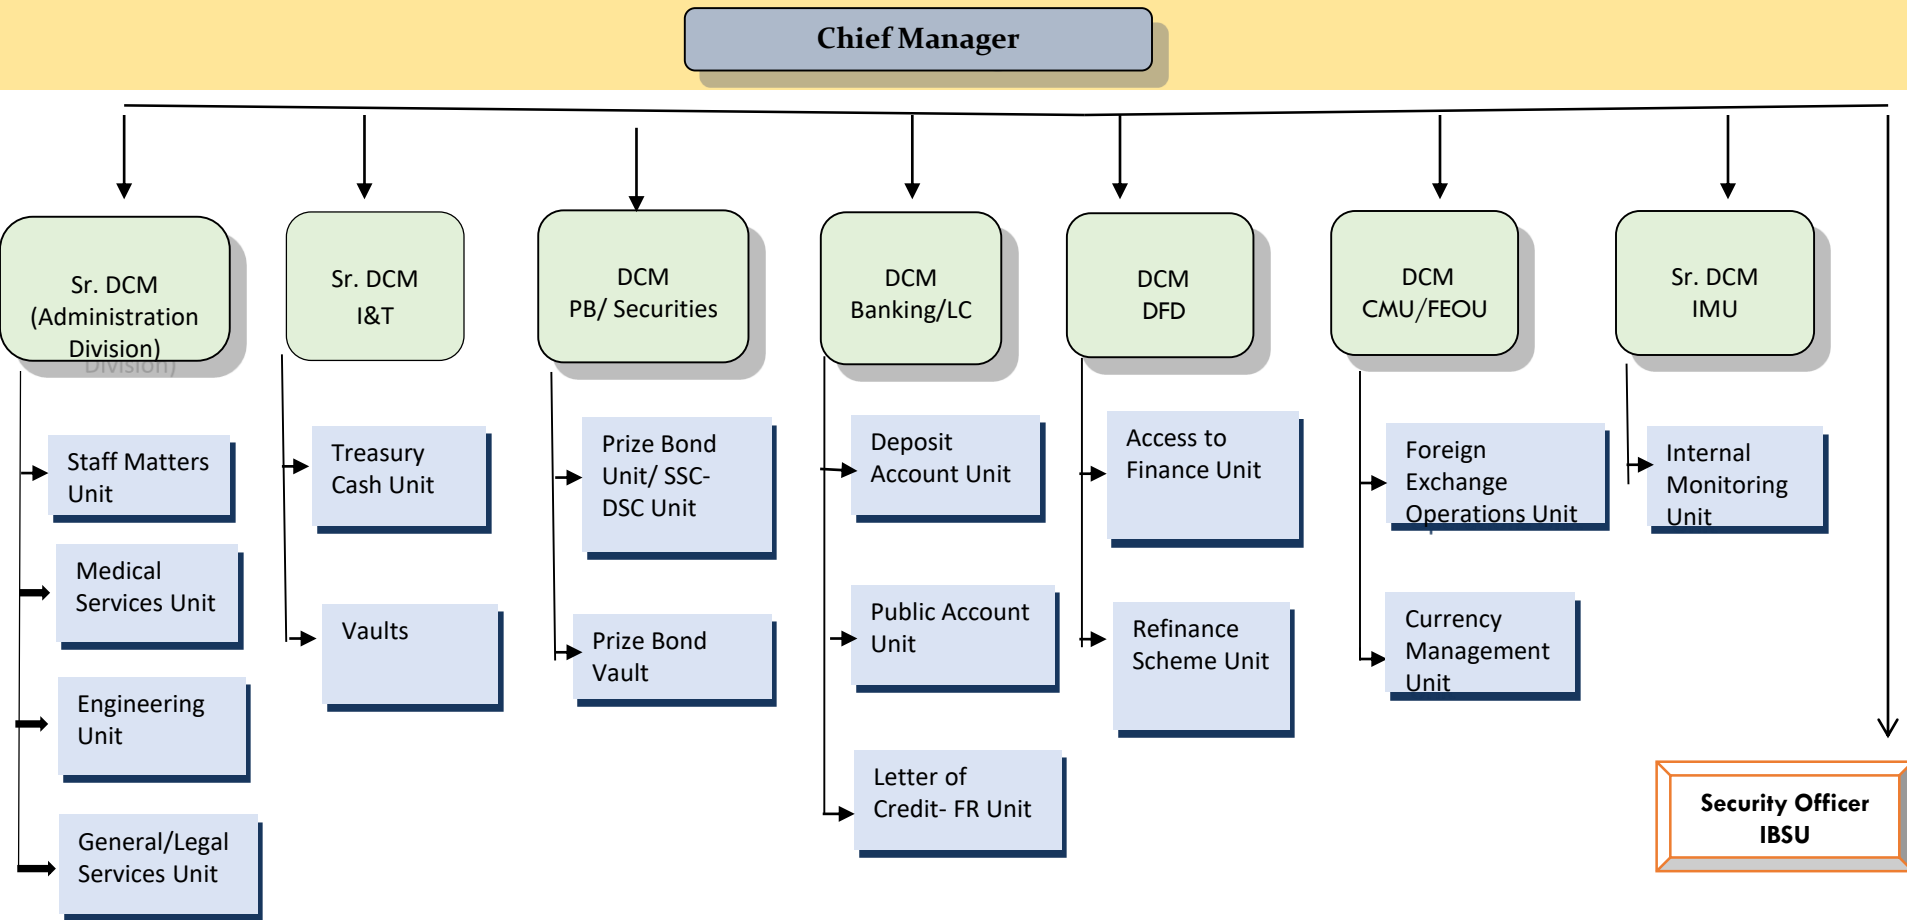 Chief Manager
Sr. DCM
(Administration
Division)
Sr. DCM
I&T
DCM
PB/ Securities
DCM
Banking/LC
DCM
DFD
DCM
CMU/FEOU
Sr. DCM
IMU
Staff Matters
Unit
Medical
Services Unit
Engineering
Unit
General/Legal
Services Unit
Treasury
Cash Unit
Vaults
Prize Bond
Unit/ SSC-
DSC Unit
Prize Bond
Vault
Deposit
Account Unit
Public Account
Unit
Letter of
Credit- FR Unit
Access to
Finance Unit
Refinance
Scheme Unit
Foreign
Exchange
Operations Unit
Currency
Management
Unit
Internal
Monitoring
Unit
Security Officer
IBSU